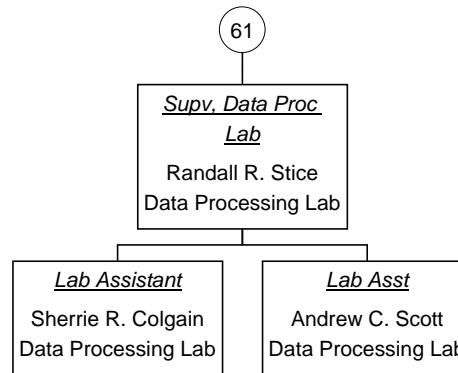 61
Supv, Data Proc
Lab
Randall R. Stice
Data Processing Lab
Lab Assistant
Sherrie R. Colgain
Data Processing Lab
Lab Asst
Andrew C. Scott
Data Processing Lab